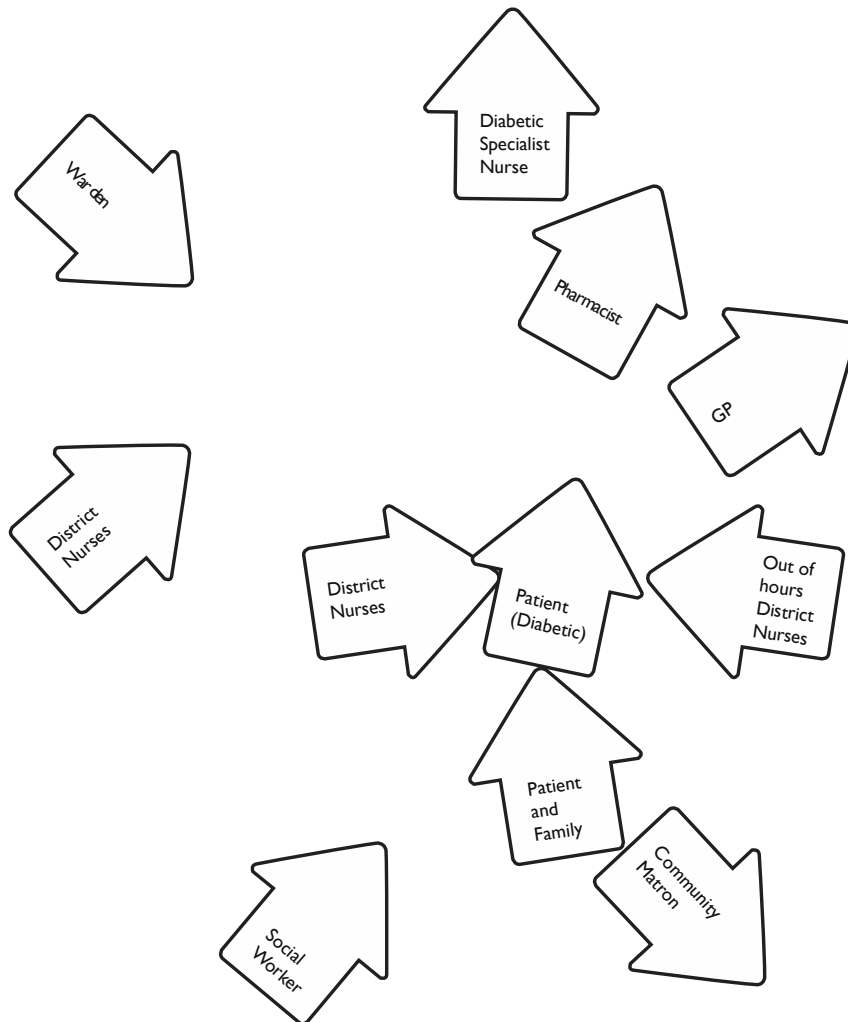 Diabetic
Specialist
Nurse
Warden
Pharmacist
GP
District
Nurses
District
Nurses
Patient
(Diabetic)
Out of
hours
District
Nurses
Patient
and
Family
Community
Matron
Social
Worker